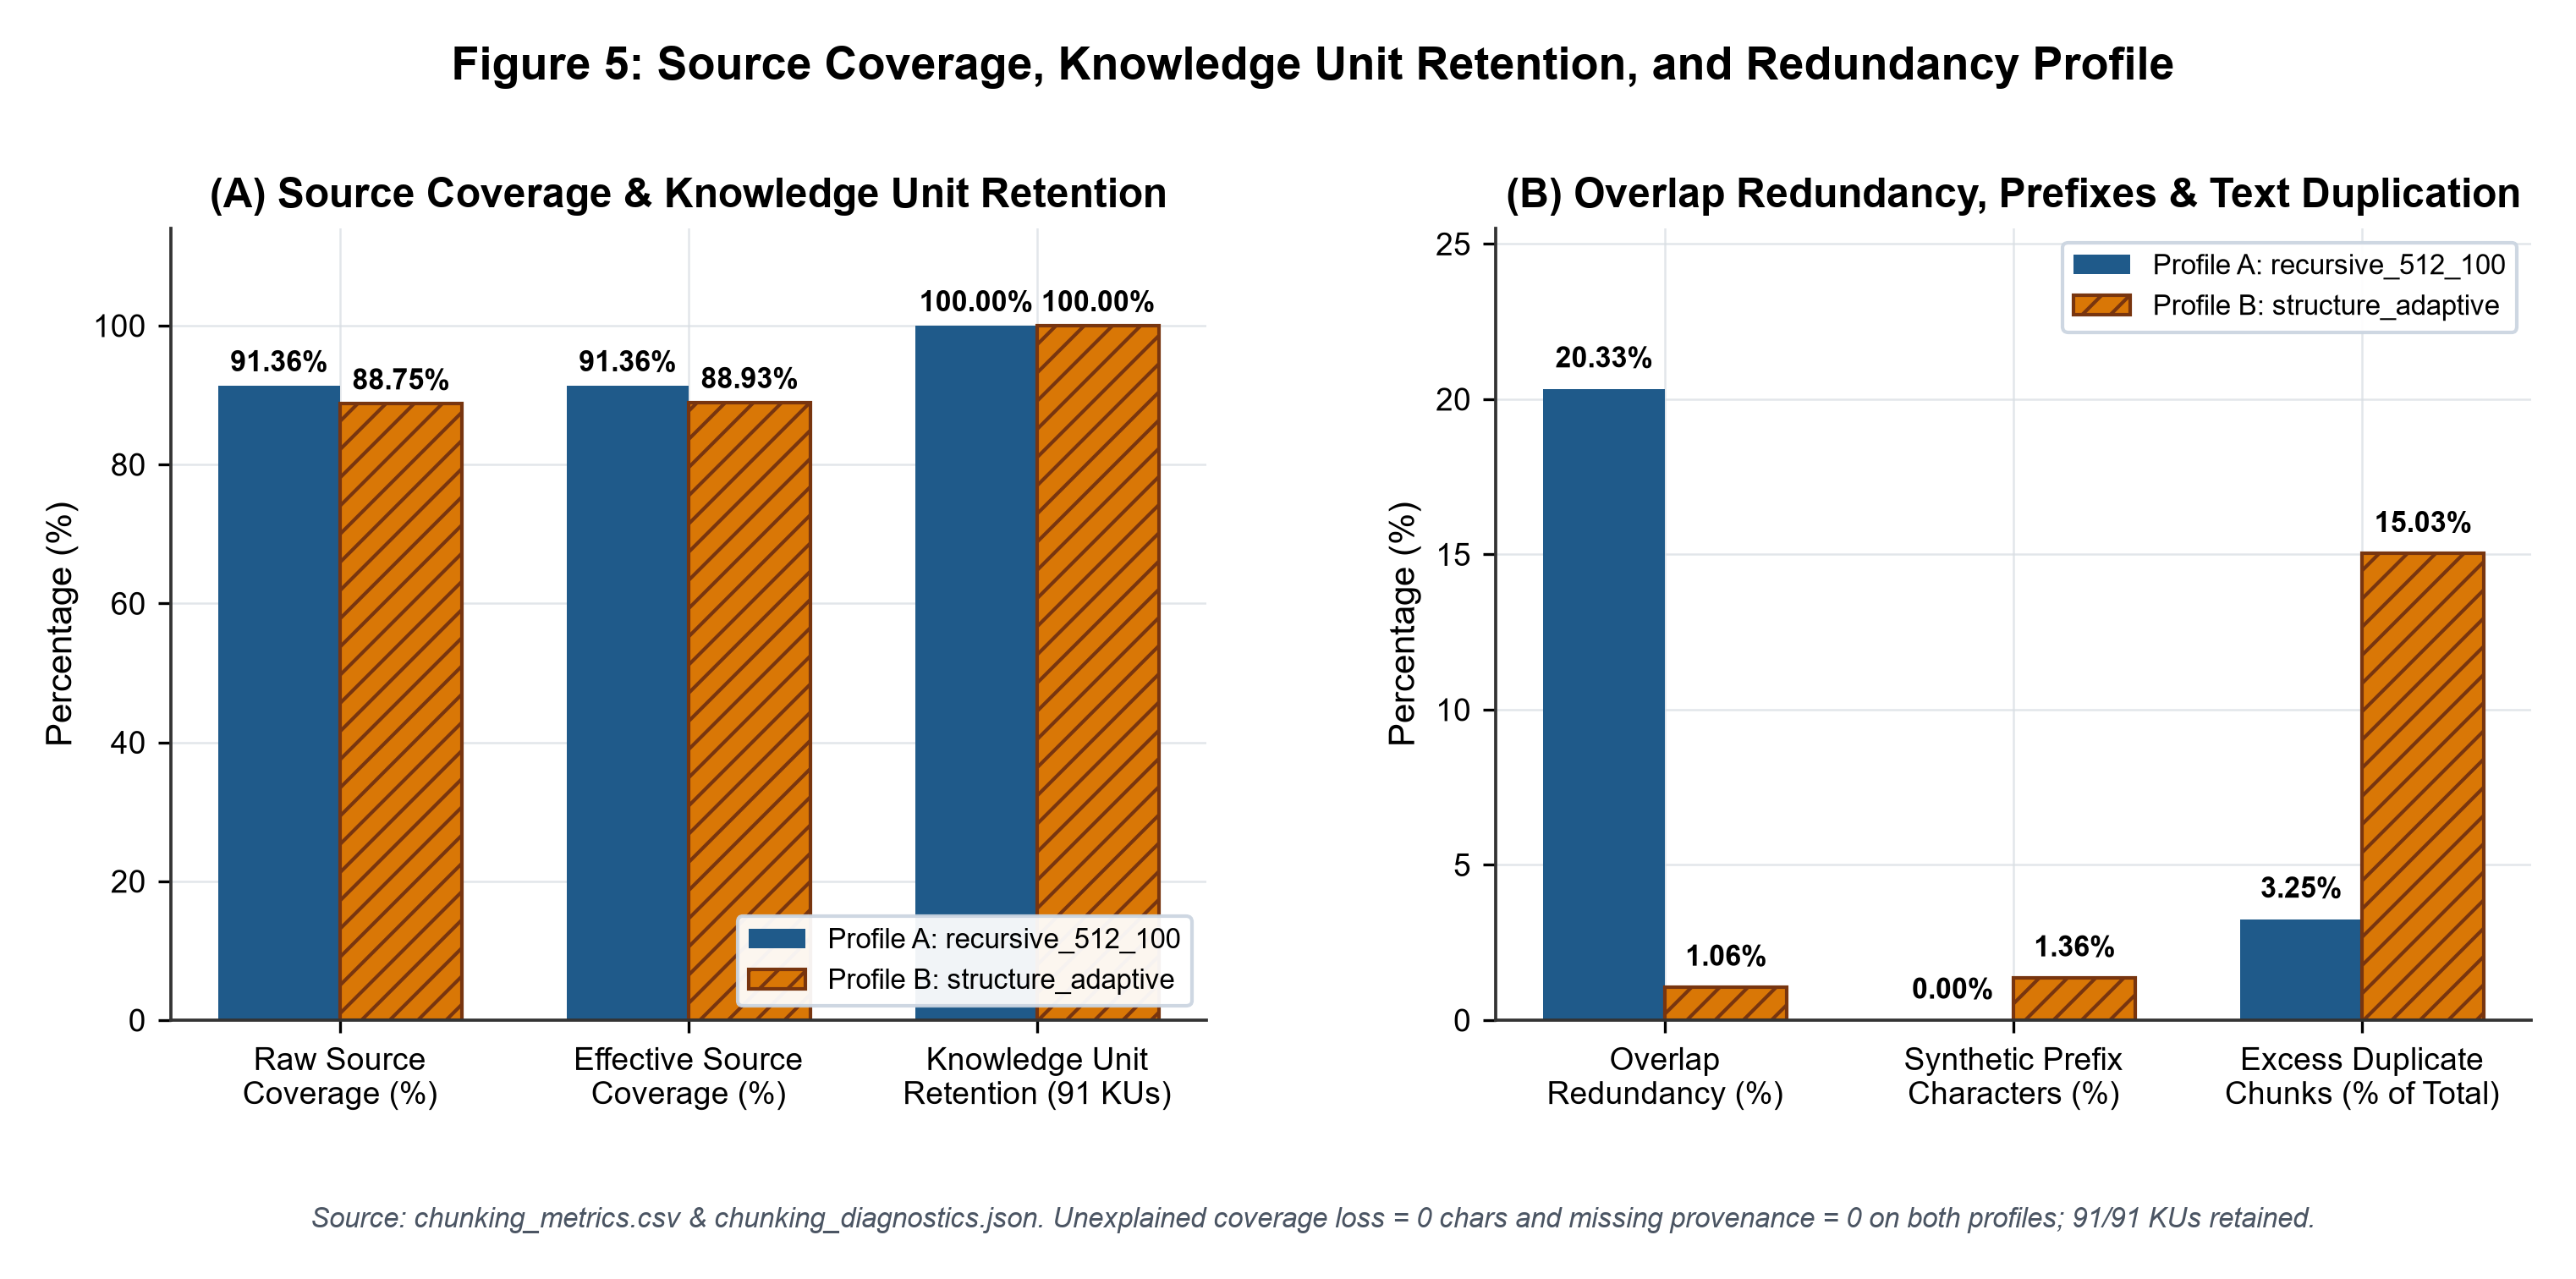 Figure 5: Source Coverage, Knowledge Unit Retention, and Redundancy Profile
(A) Source Coverage & Knowledge Unit Retention
Percentage (%)
100
80
60
40
20
0
91.36%
88.75%
91.36%
88.93%
100.00%
100.00%
Profile A: recursive_512_100
Profile B: structure_adaptive
Raw Source
Coverage (%)
Effective Source
Coverage (%)
Knowledge Unit
Retention (91 KUs)
(B) Overlap Redundancy, Prefixes & Text Duplication
Percentage (%)
25
20
15
10
5
0
Profile A: recursive_512_100
Profile B: structure_adaptive
20.33%
1.06%
0.00%
1.36%
3.25%
15.03%
Overlap
Redundancy (%)
Synthetic Prefix
Characters (%)
Excess Duplicate
Chunks (% of Total)
Source: chunking_metrics.csv & chunking_diagnostics.json. Unexplained coverage loss = 0 chars and missing provenance = 0 on both profiles; 91/91 KUs retained.